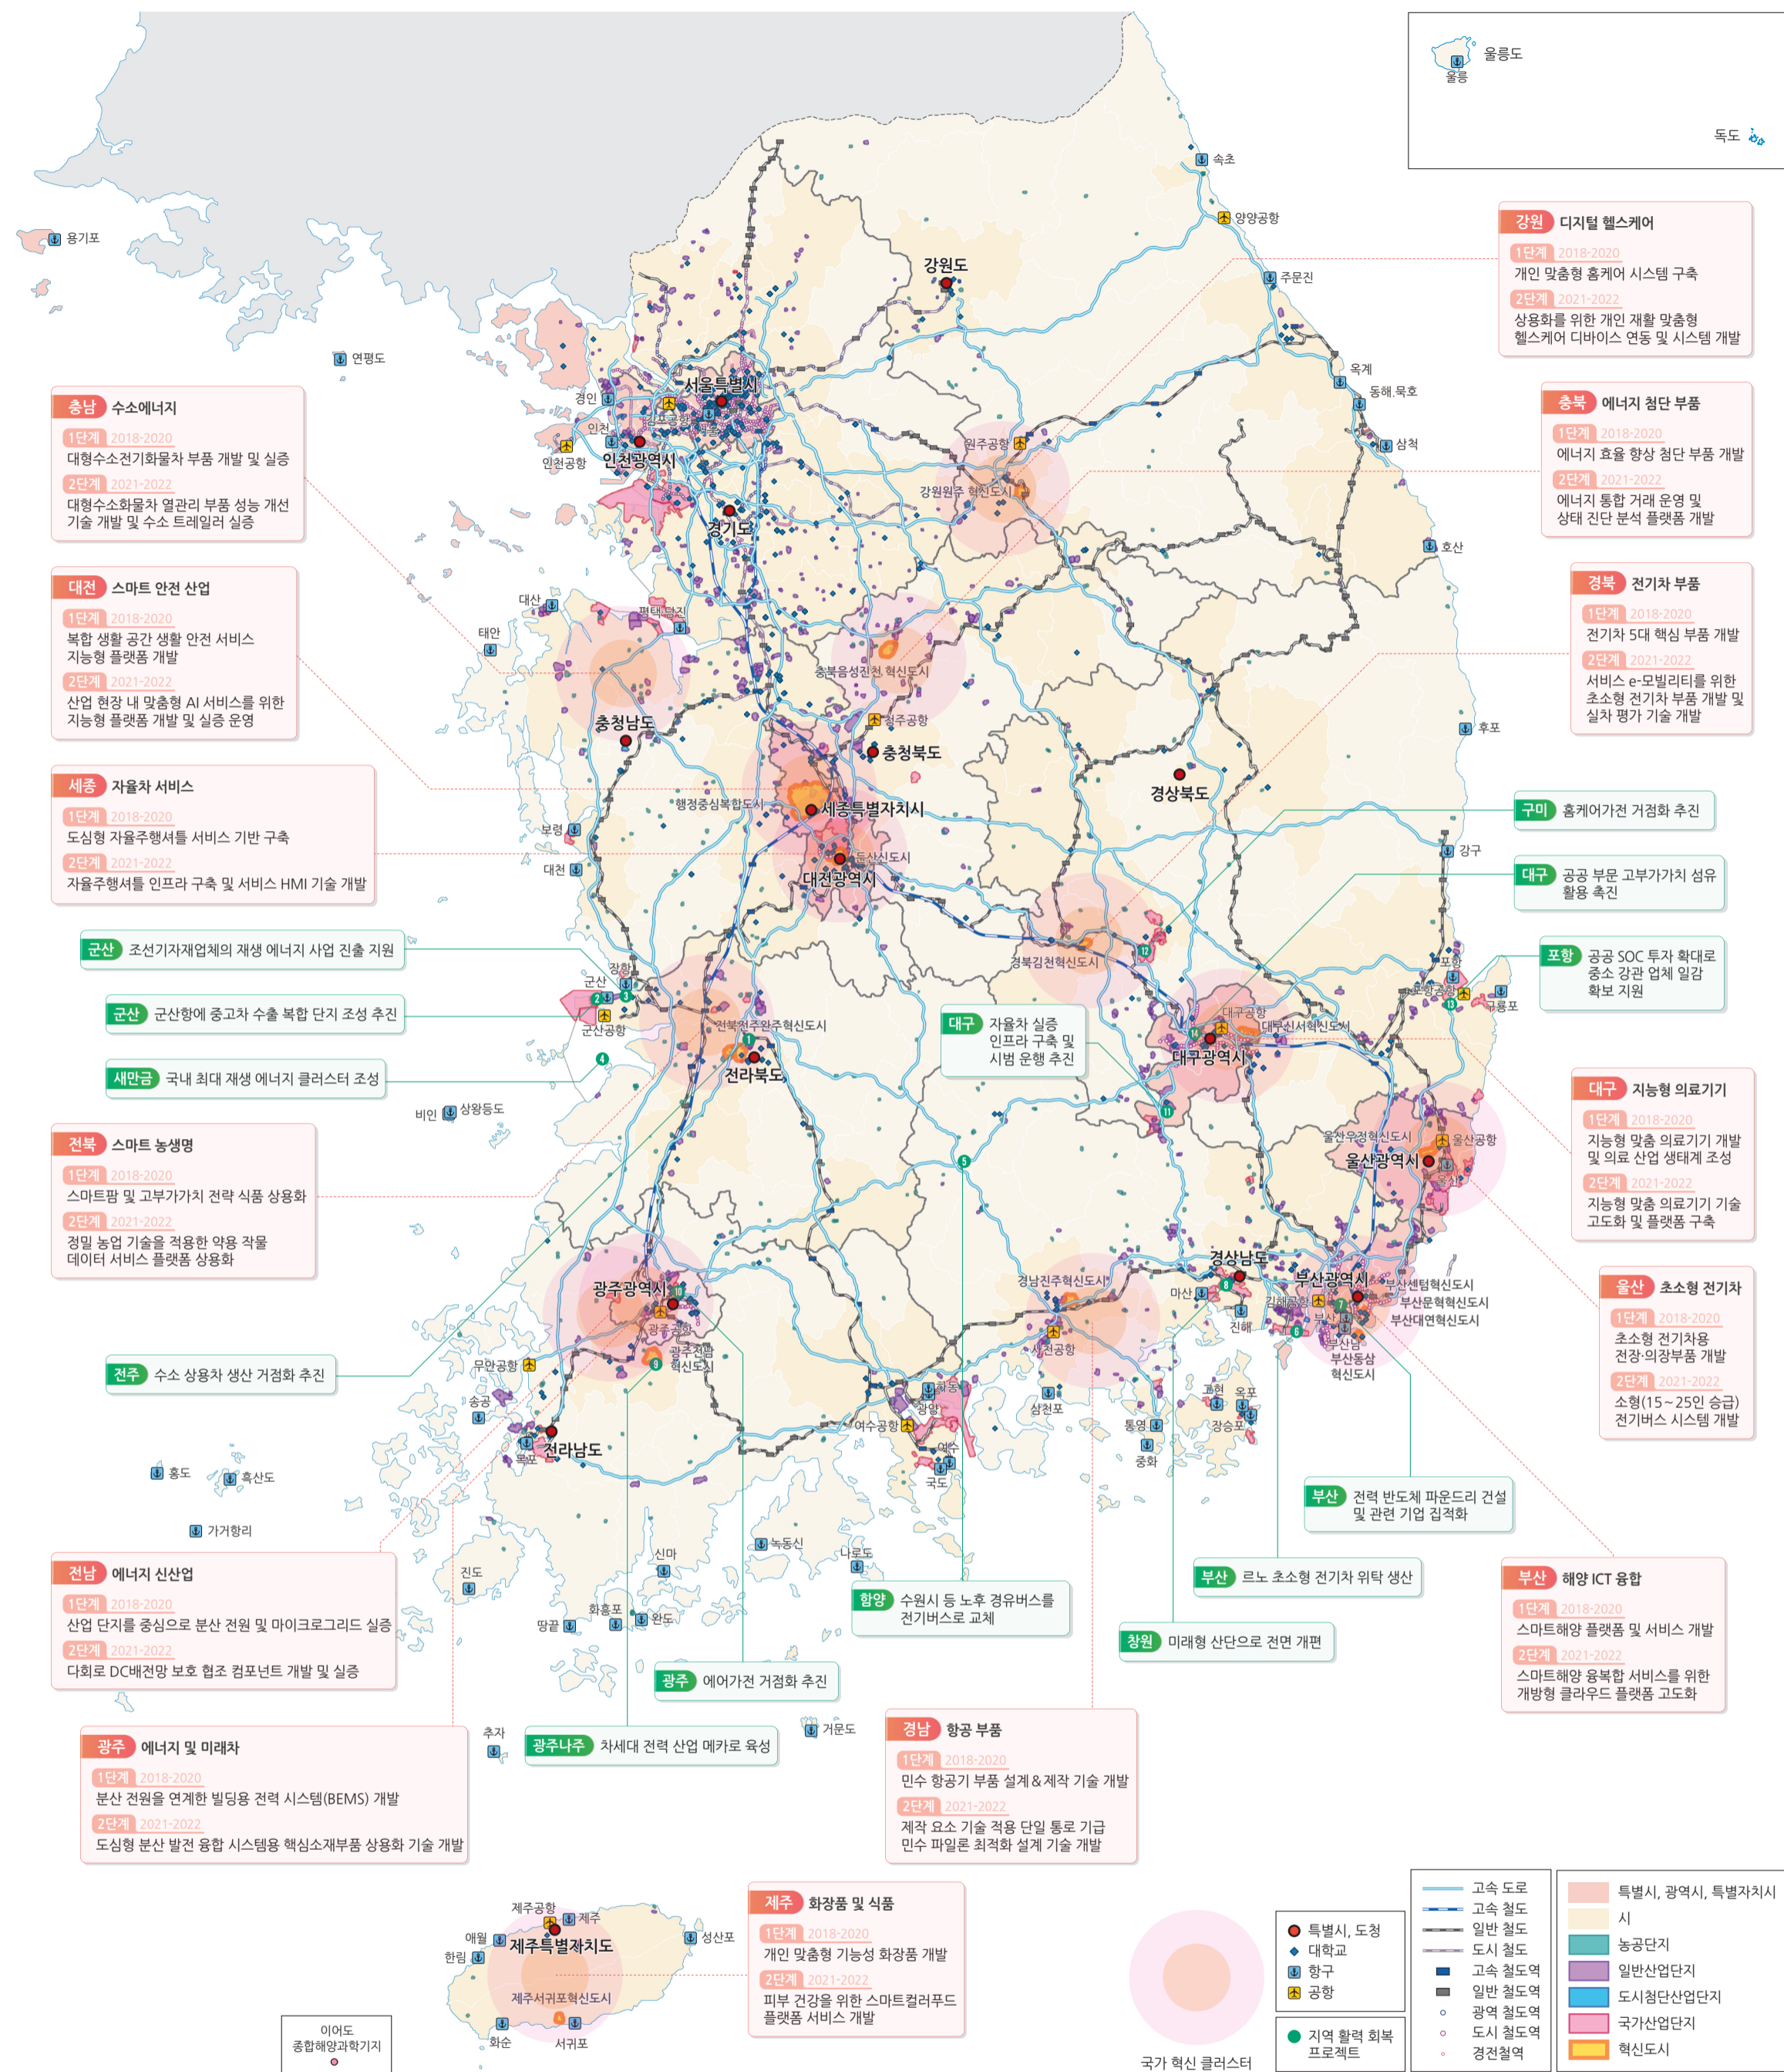 울릉도
울릉
독도
속초
양양공항
용기포
주문진
강원도
연평도
옥계
동해.묵호
삼척
서울특별시
경인
김포공항
인천
인천공항
인천광역시
원주공항
강원원주 혁신도시
경기도
호산
대산
평택·당진
태안
충북음성진천 혁신도시
후포
충청남도
청주공항
충청북도
경상북도
행정중심복합도시
세종특별자치시
보령
둔산신도시
대천
대전광역시
강구
경북김천혁신도시
12
장항
군산
2
3
군산공항
포항
포항공항
13
구룡포
전북전주완주혁신도시
1
전라북도
4
대구공항
대구신서혁신도시
14
대구광역시
비인
상왕등도
11
울산우정혁신도시
울산공항
울산광역시
울산
5
경상남도
광주광역시
10
광주공항
광주전남
혁신도시
9
경남진주혁신도시
마산
8
진해
부산광역시
부산센텀혁신도시
김해공항
부산문혁혁신도시
부산대연혁신도시
7
부산
6
부산남
부산동삼
혁신도시
사천공항
무안공항
송공
하동
광양
여수공항
여수
국도
삼천포
고현
옥포
장승포
통영
중화
목포
전라남도
홍도
흑산도
가거항리
진도
신마
녹동신
나로도
화흥포
완도
땅끝
추자
거문도
제주공항
제주
애월
한림
제주특별자치도
성산포
제주서귀포혁신도시
화순
서귀포
이어도
종합해양과학기지
강원 디지털 헬스케어
1단계 2018-2020
개인 맞춤형 홈케어 시스템 구축
2단계 2021-2022
상용화를 위한 개인 재활 맞춤형
헬스케어 디바이스 연동 및 시스템 개발
충북 에너지 첨단 부품
1단계 2018-2020
에너지 효율 향상 첨단 부품 개발
2단계 2021-2022
에너지 통합 거래 운영 및
상태 진단 분석 플랫폼 개발
경북 전기차 부품
1단계 2018-2020
전기차 5대 핵심 부품 개발
2단계 2021-2022
서비스 e-모빌리티를 위한
초소형 전기차 부품 개발 및
실차 평가 기술 개발
구미 홈케어가전 거점화 추진
대구 공공 부문 고부가가치 섬유
활용 촉진
포항 공공 SOC 투자 확대로
중소 강관 업체 일감
확보 지원
대구 지능형 의료기기
1단계 2018-2020
지능형 맞춤 의료기기 개발
및 의료 산업 생태계 조성
2단계 2021-2022
지능형 맞춤 의료기기 기술
고도화 및 플랫폼 구축
울산 초소형 전기차
1단계 2018-2020
초소형 전기차용
전장·의장부품 개발
2단계 2021-2022
소형(15~25인 승급)
전기버스 시스템 개발
부산 전력 반도체 파운드리 건설
및 관련 기업 집적화
부산 르노 초소형 전기차 위탁 생산
부산 해양 ICT 융합
1단계 2018-2020
스마트해양 플랫폼 및 서비스 개발
2단계 2021-2022
스마트해양 융복합 서비스를 위한
개방형 클라우드 플랫폼 고도화
충남 수소에너지
1단계 2018-2020
대형수소전기화물차 부품 개발 및 실증
2단계 2021-2022
대형수소화물차 열관리 부품 성능 개선
기술 개발 및 수소 트레일러 실증
대전 스마트 안전 산업
1단계 2018-2020
복합 생활 공간 생활 안전 서비스
지능형 플랫폼 개발
2단계 2021-2022
산업 현장 내 맞춤형 AI 서비스를 위한
지능형 플랫폼 개발 및 실증 운영
세종 자율차 서비스
1단계 2018-2020
도심형 자율주행셔틀 서비스 기반 구축
2단계 2021-2022
자율주행셔틀 인프라 구축 및 서비스 HMI 기술 개발
군산 조선기자재업체의 재생 에너지 사업 진출 지원
군산 군산항에 중고차 수출 복합 단지 조성 추진
새만금 국내 최대 재생 에너지 클러스터 조성
대구 자율차 실증
인프라 구축 및
시범 운행 추진
전북 스마트 농생명
1단계 2018-2020
스마트팜 및 고부가가치 전략 식품 상용화
2단계 2021-2022
정밀 농업 기술을 적용한 약용 작물
데이터 서비스 플랫폼 상용화
전주 수소 상용차 생산 거점화 추진
전남 에너지 신산업
1단계 2018-2020
산업 단지를 중심으로 분산 전원 및 마이크로그리드 실증
2단계 2021-2022
다회로 DC배전망 보호 협조 컴포넌트 개발 및 실증
함양 수원시 등 노후 경유버스를
전기버스로 교체
창원 미래형 산단으로 전면 개편
광주 에어가전 거점화 추진
광주나주 차세대 전력 산업 메카로 육성
광주 에너지 및 미래차
1단계 2018-2020
분산 전원을 연계한 빌딩용 전력 시스템(BEMS) 개발
2단계 2021-2022
도심형 분산 발전 융합 시스템용 핵심소재부품 상용화 기술 개발
경남 항공 부품
1단계 2018-2020
민수 항공기 부품 설계&제작 기술 개발
2단계 2021-2022
제작 요소 기술 적용 단일 통로 기급
민수 파일론 최적화 설계 기술 개발
제주 화장품 및 식품
1단계 2018-2020
개인 맞춤형 기능성 화장품 개발
2단계 2021-2022
피부 건강을 위한 스마트컬러푸드
플랫폼 서비스 개발
국가 혁신 클러스터
특별시, 도청
대학교
항구
공항
지역 활력 회복
프로젝트
고속 도로
고속 철도
일반 철도
도시 철도
고속 철도역
일반 철도역
광역 철도역
도시 철도역
경전철역
특별시, 광역시, 특별자치시
시
농공단지
일반산업단지
도시첨단산업단지
국가산업단지
혁신도시